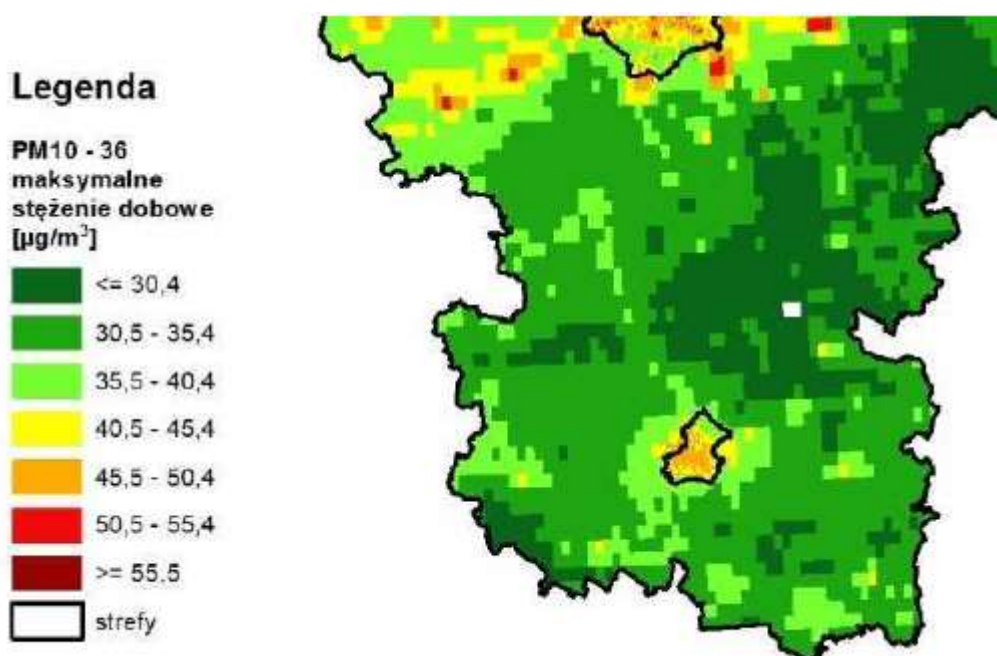 Legenda
PM10 - 36
maksymalne
stężenie dobowe
[µg/m³]
<= 30,4
30,5 - 35,4
35,5 - 40,4
40,5 - 45,4
45,5 - 50,4
50,5 - 55,4
>= 55,5
strefy